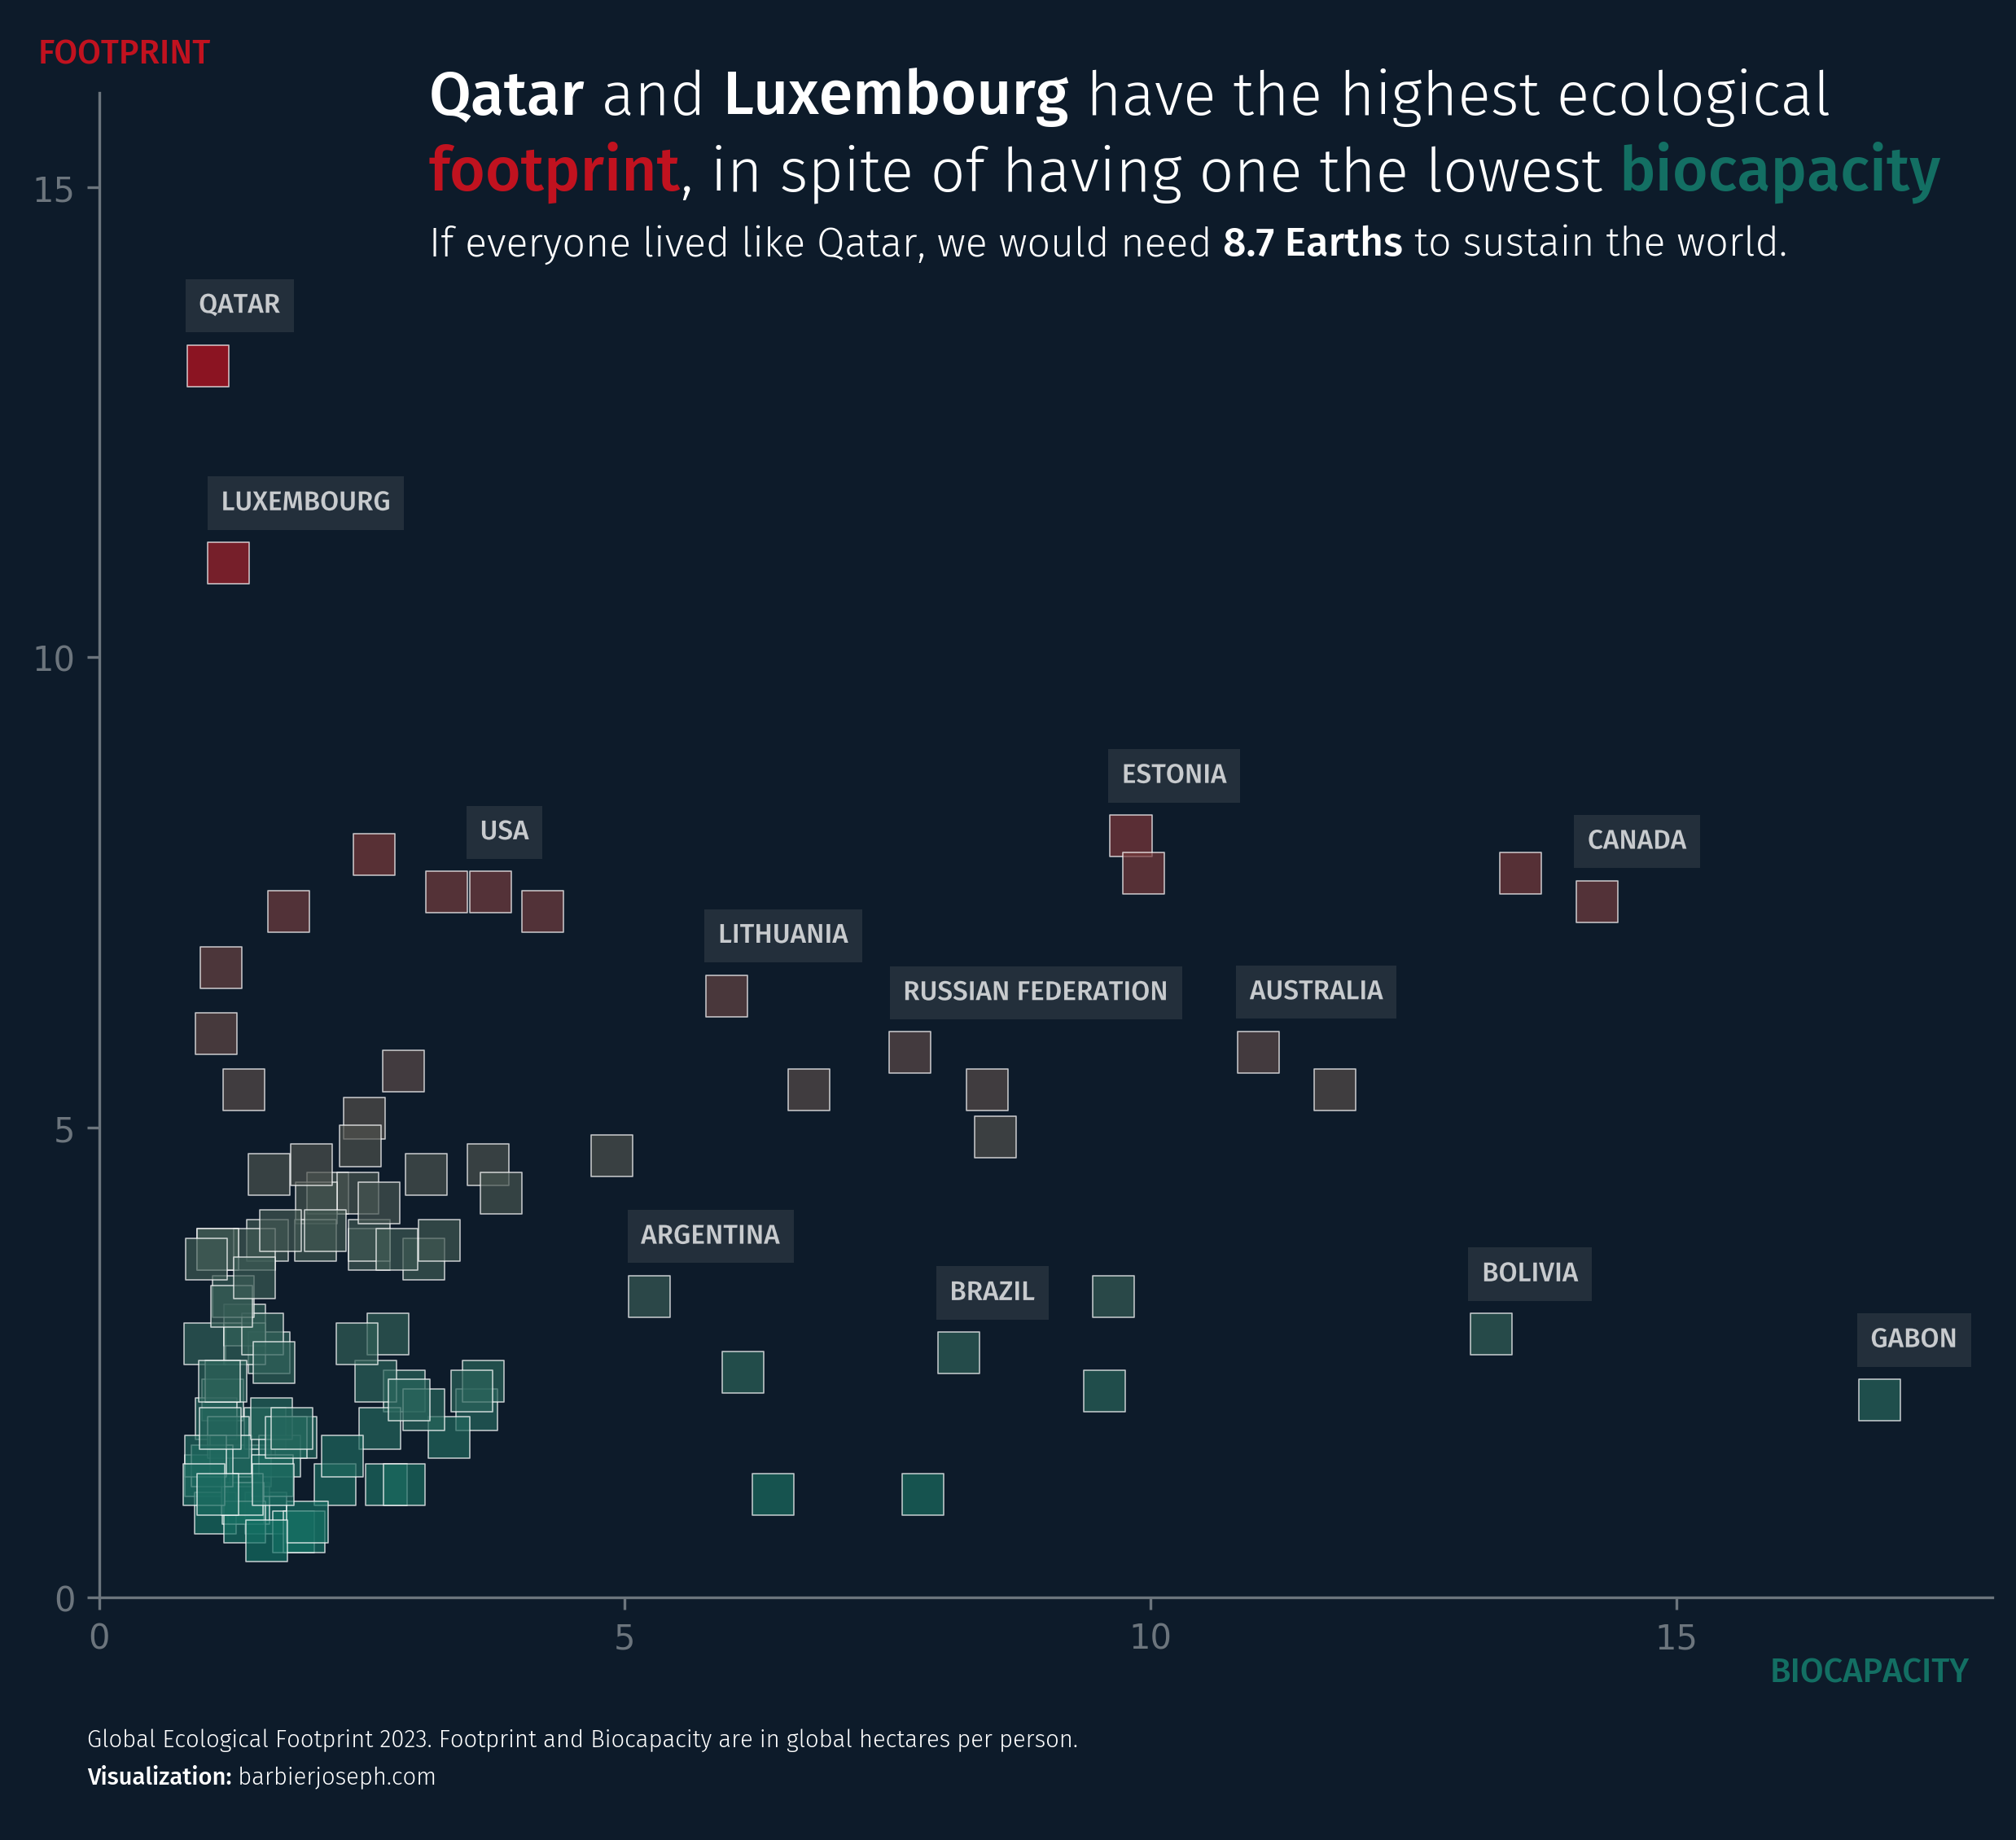 FOOTPRINT
Qatar and Luxembourg have the highest ecological
footprint, in spite of having one the lowest biocapacity
If everyone lived like Qatar, we would need 8.7 Earths to sustain the world.
15
QATAR
LUXEMBOURG
10
ESTONIA
USA
CANADA
LITHUANIA
RUSSIAN FEDERATION
AUSTRALIA
5
ARGENTINA
BRAZIL
BOLIVIA
GABON
0
0 5 10 15
BIOCAPACITY
Global Ecological Footprint 2023. Footprint and Biocapacity are in global hectares per person.
Visualization: barbierjoseph.com